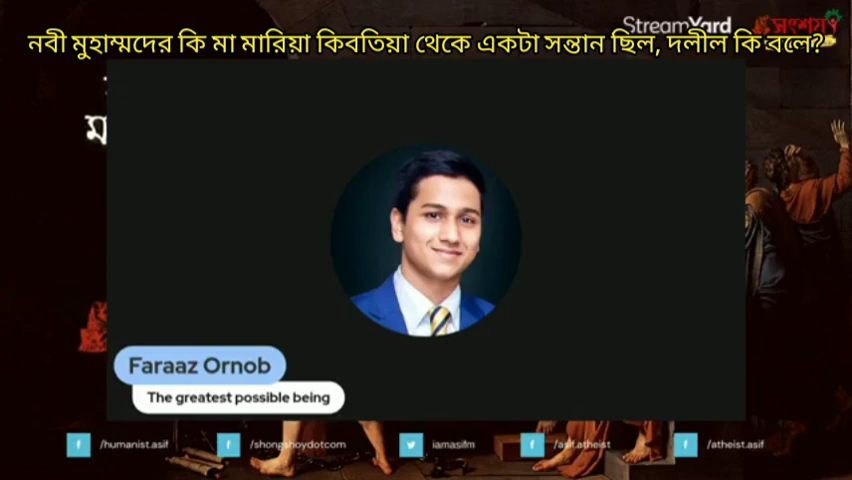 StreamYard
সংশয়
নবী মুহাম্মদের কি মা মারিয়া কিবতিয়া থেকে একটা সন্তান ছিল, দলীল কি বলে?
Faraaz Ornob
The greatest possible being
/humanist.asif
/shongshoydotcom
iamasifm
/asif.atheist
/atheist.asif